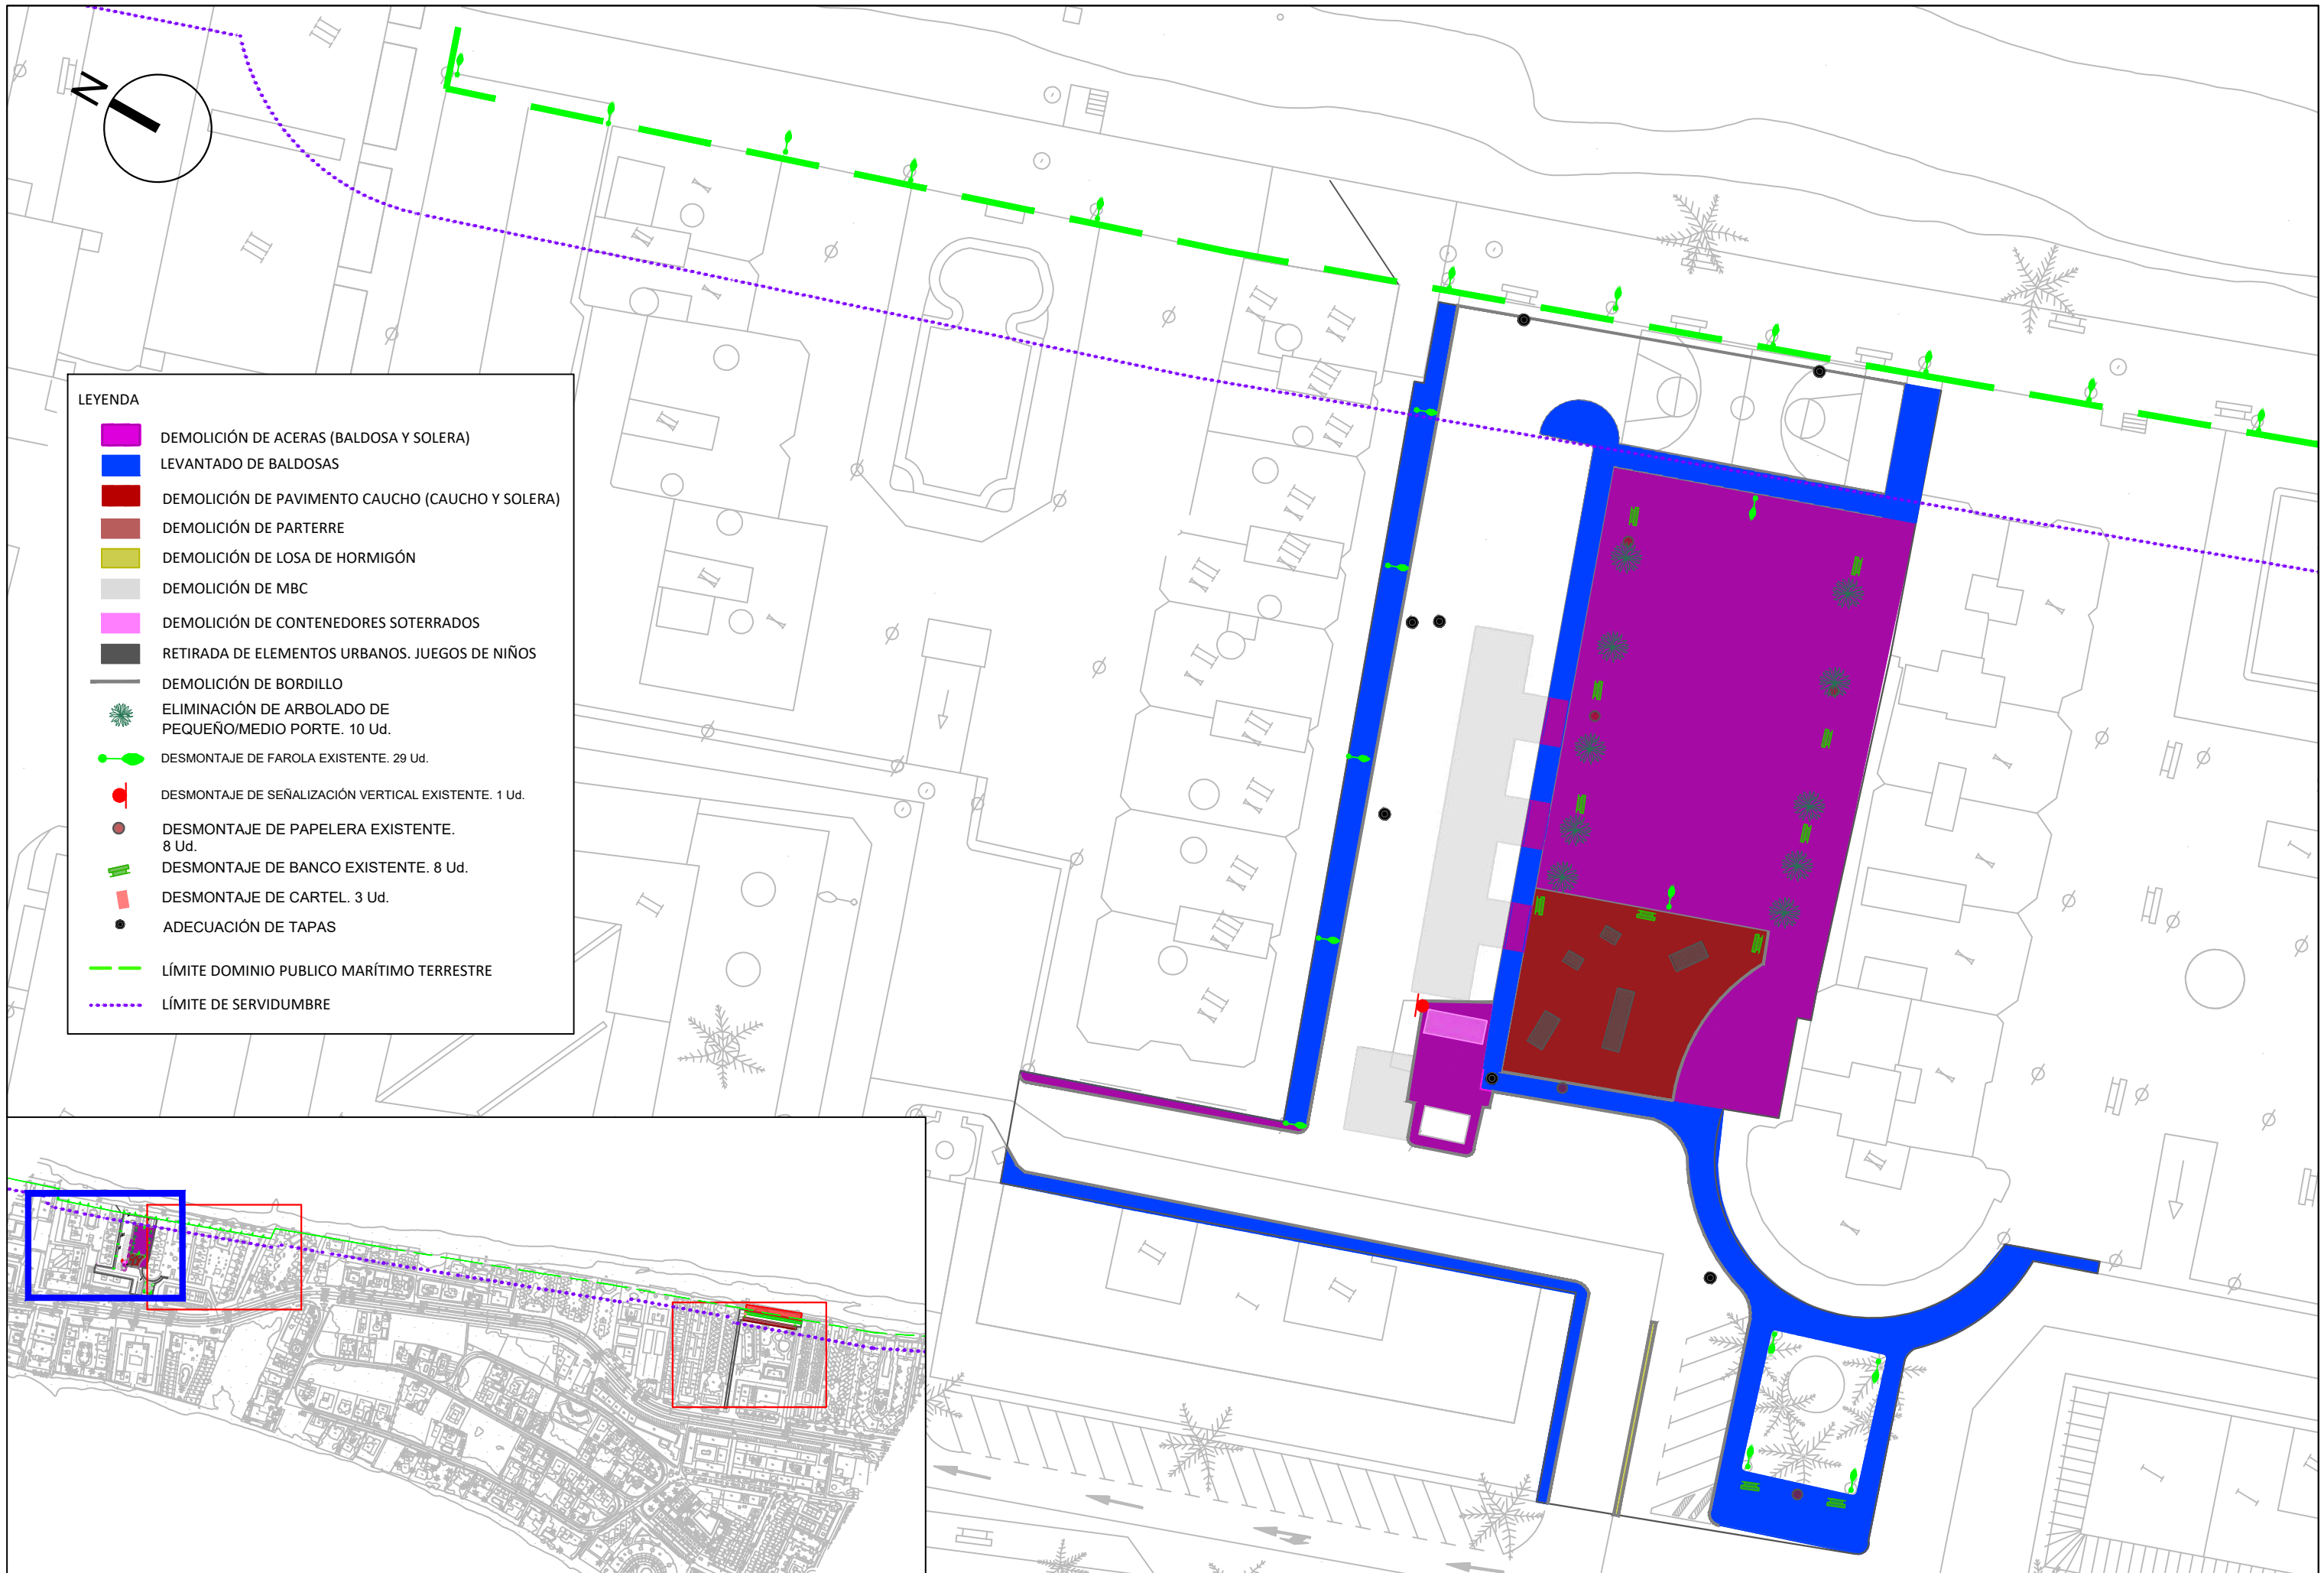 N
LEYENDA
DEMOLICIÓN DE ACERAS (BALDOSA Y SOLERA)
LEVANTADO DE BALDOSAS
DEMOLICIÓN DE PAVIMENTO CAUCHO (CAUCHO Y SOLERA)
DEMOLICIÓN DE PARTERRE
DEMOLICIÓN DE LOSA DE HORMIGÓN
DEMOLICIÓN DE MBC
DEMOLICIÓN DE CONTENEDORES SOTERRADOS
RETIRADA DE ELEMENTOS URBANOS. JUEGOS DE NIÑOS
DEMOLICIÓN DE BORDILLO
ELIMINACIÓN DE ARBOLADO DE
PEQUEÑO/MEDIO PORTE. 10 Ud.
DESMONTAJE DE FAROLA EXISTENTE. 29 Ud.
DESMONTAJE DE SEÑALIZACIÓN VERTICAL EXISTENTE. 1 Ud.
DESMONTAJE DE PAPELERA EXISTENTE.
8 Ud.
DESMONTAJE DE BANCO EXISTENTE. 8 Ud.
DESMONTAJE DE CARTEL. 3 Ud.
ADECUACIÓN DE TAPAS
LÍMITE DOMINIO PUBLICO MARÍTIMO TERRESTRE
LÍMITE DE SERVIDUMBRE